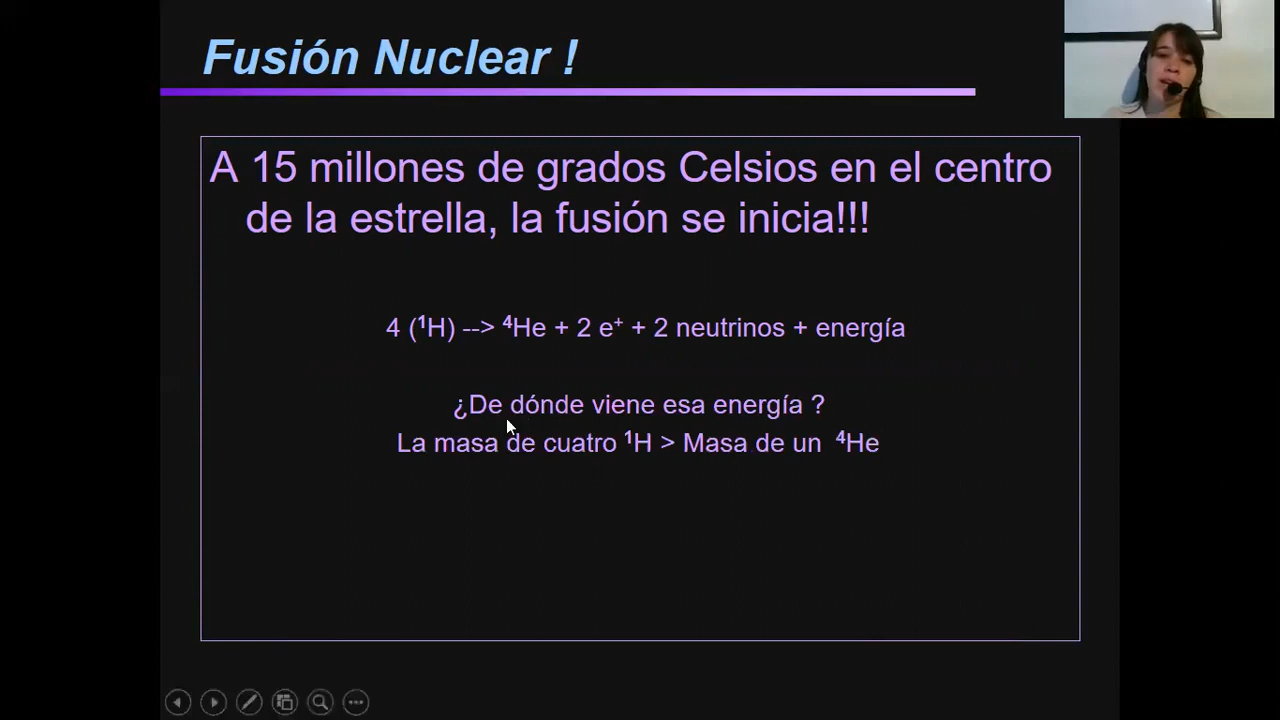 Fusión Nuclear !
A 15 millones de grados Celsios en el centro
de la estrella, la fusión se inicia!!!
4 (¹H) --> ⁴He + 2 e⁺ + 2 neutrinos + energía
¿De dónde viene esa energía ?
La masa de cuatro ¹H > Masa de un ⁴He